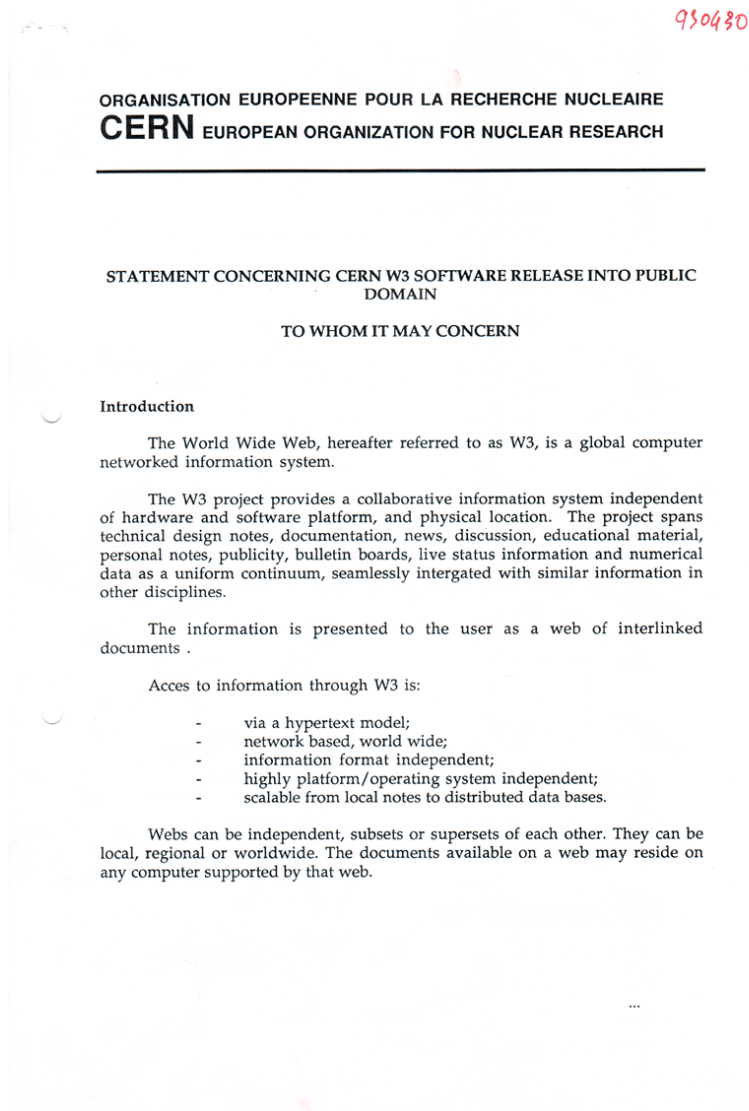 930430
ORGANISATION EUROPEENNE POUR LA RECHERCHE NUCLEAIRE
CERN EUROPEAN ORGANIZATION FOR NUCLEAR RESEARCH
STATEMENT CONCERNING CERN W3 SOFTWARE RELEASE INTO PUBLIC
DOMAIN
TO WHOM IT MAY CONCERN
Introduction
The World Wide Web, hereafter referred to as W3, is a global computer
networked information system.
The W3 project provides a collaborative information system independent
of hardware and software platform, and physical location. The project spans
technical design notes, documentation, news, discussion, educational material,
personal notes, publicity, bulletin boards, live status information and numerical
data as a uniform continuum, seamlessly intergated with similar information in
other disciplines.
The information is presented to the user as a web of interlinked
documents .
Acces to information through W3 is:
- via a hypertext model;
- network based, world wide;
- information format independent;
- highly platform/operating system independent;
- scalable from local notes to distributed data bases.
Webs can be independent, subsets or supersets of each other. They can be
local, regional or worldwide. The documents available on a web may reside on
any computer supported by that web.
...